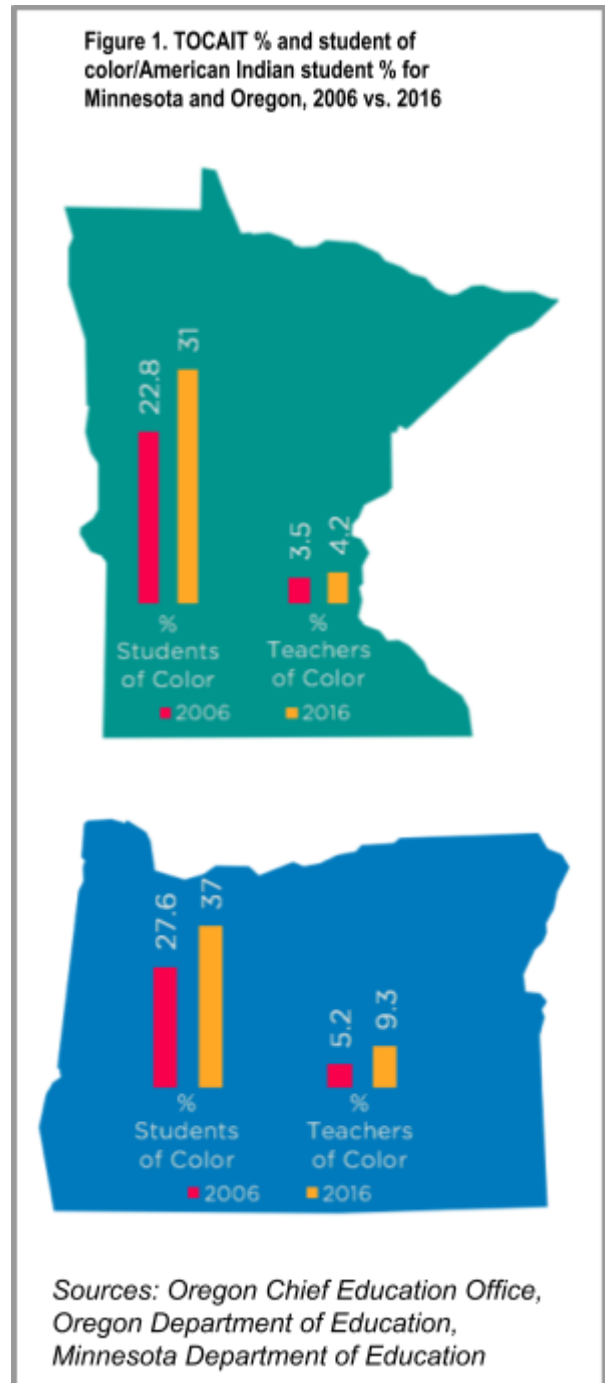 Figure 1. TOCAIT % and student of
color/American Indian student % for
Minnesota and Oregon, 2006 vs. 2016
22.8
31
3.5
4.2
%
Students
of Color
%
Teachers
of Color
2006
2016
27.6
37
5.2
9.3
%
Students
of Color
%
Teachers
of Color
2006
2016
Sources: Oregon Chief Education Office,
Oregon Department of Education,
Minnesota Department of Education